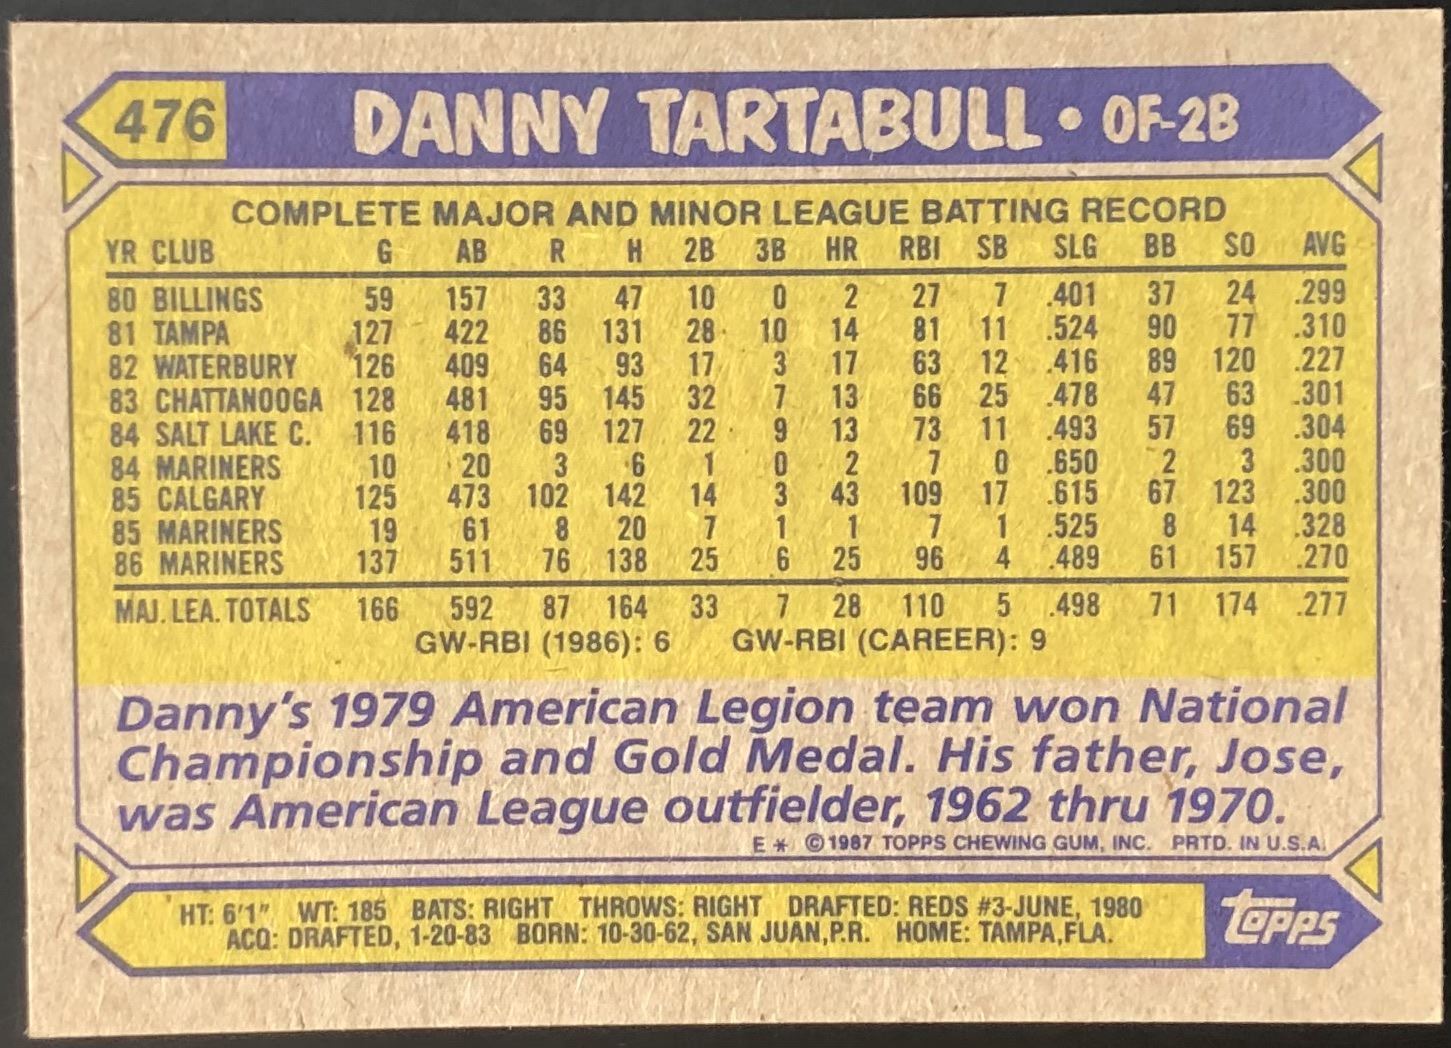 476 DANNY TARTABULL • OF-2B
COMPLETE MAJOR AND MINOR LEAGUE BATTING RECORD
YR CLUB G AB R H 2B 3B HR RBI SB SLG BB SO AVG
80 BILLINGS 59 157 33 47 10 0 2 27 7 .401 37 24 .299
81 TAMPA 127 422 86 131 28 10 14 81 11 .524 90 77 .310
82 WATERBURY 126 409 64 93 17 3 17 63 12 .416 89 120 .227
83 CHATTANOOGA 128 481 95 145 32 7 13 66 25 .478 47 63 .301
84 SALT LAKE C. 116 418 69 127 22 9 13 73 11 .493 57 69 .304
84 MARINERS 10 20 3 6 1 0 2 7 0 .650 2 3 .300
85 CALGARY 125 473 102 142 14 3 43 109 17 .615 67 123 .300
85 MARINERS 19 61 8 20 7 1 1 7 1 .525 8 14 .328
86 MARINERS 137 511 76 138 25 6 25 96 4 .489 61 157 .270
MAJ. LEA. TOTALS 166 592 87 164 33 7 28 110 5 .498 71 174 .277
GW-RBI (1986): 6 GW-RBI (CAREER): 9
Danny's 1979 American Legion team won National
Championship and Gold Medal. His father, Jose,
was American League outfielder, 1962 thru 1970.
E * ©1987 TOPPS CHEWING GUM, INC. PRTD. IN U.S.A.
HT: 6'1" WT: 185 BATS: RIGHT THROWS: RIGHT DRAFTED: REDS #3-JUNE, 1980
ACQ: DRAFTED, 1-20-83 BORN: 10-30-62, SAN JUAN,P.R. HOME: TAMPA,FLA.
TOPPS